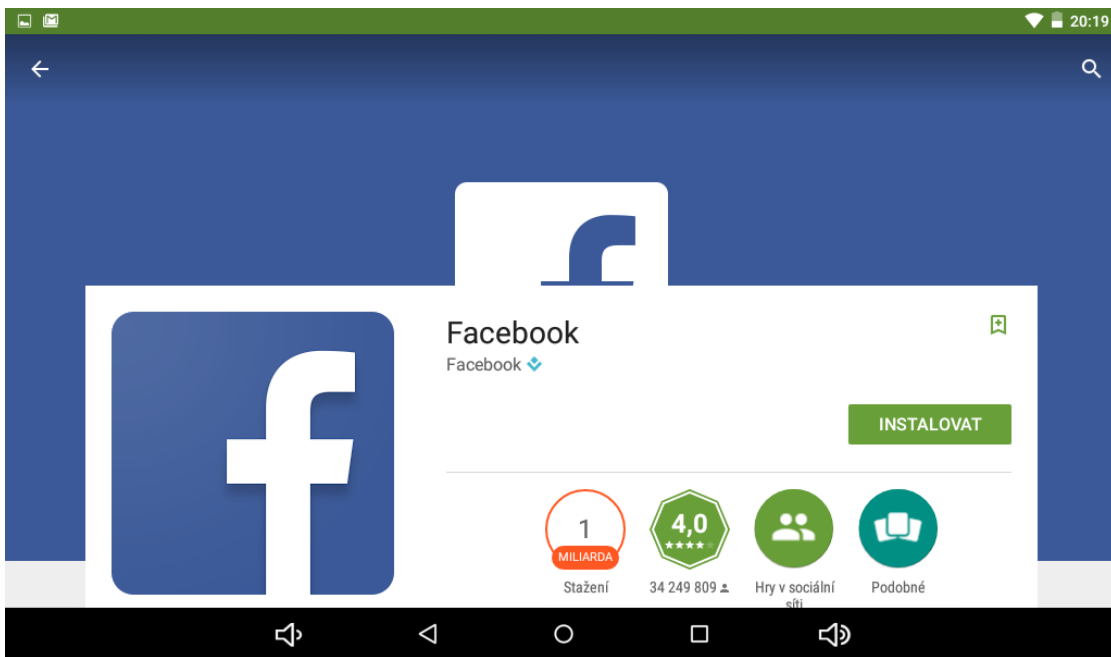 20:19
Facebook
Facebook
INSTALOVAT
1
MILIARDA
4,0
Stažení
34 249 809
Hry v sociální
síti
Podobné